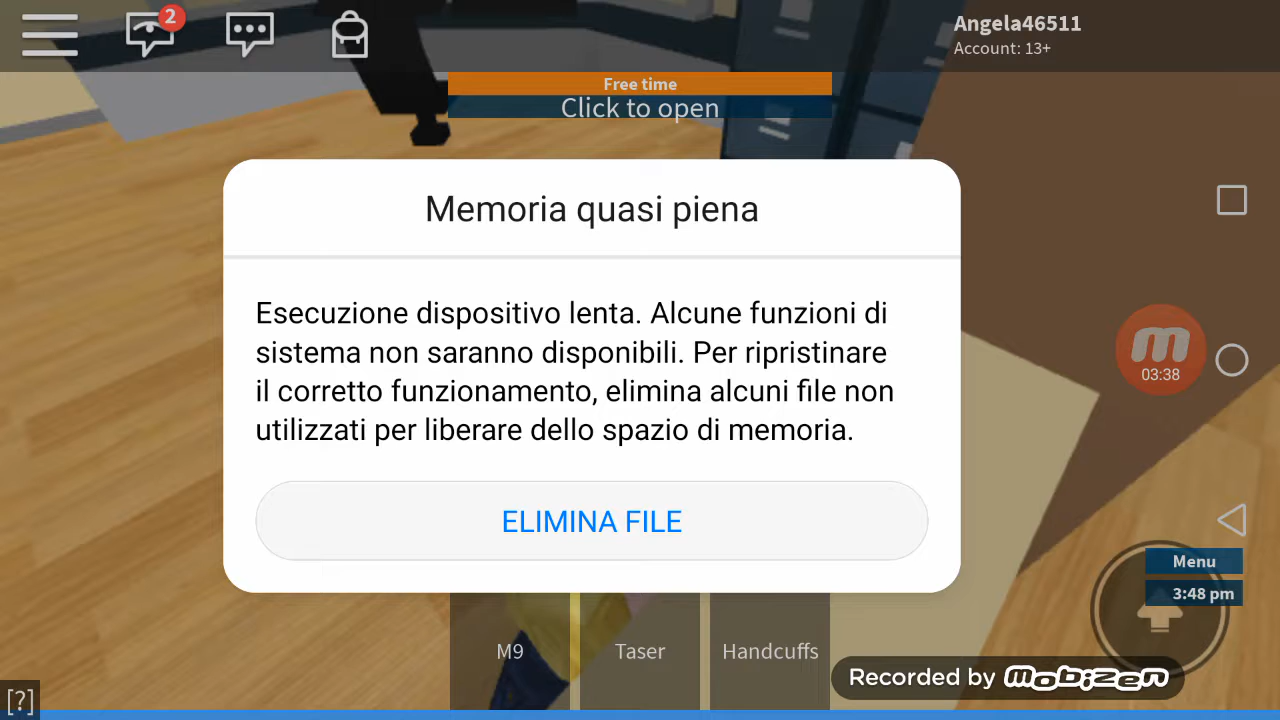 2
Angela46511
Account: 13+
Free time
Click to open
Memoria quasi piena
Esecuzione dispositivo lenta. Alcune funzioni di
sistema non saranno disponibili. Per ripristinare
il corretto funzionamento, elimina alcuni file non
utilizzati per liberare dello spazio di memoria.
ELIMINA FILE
m
03:38
Menu
3:48 pm
M9
Taser
Handcuffs
Recorded by mobizen
[?]